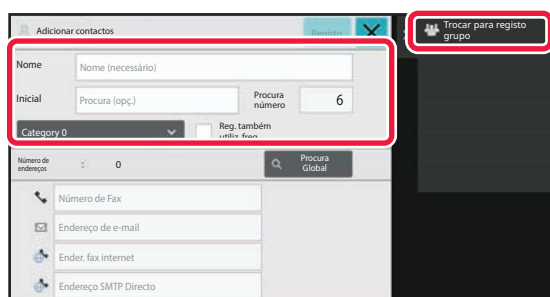 Adicionar contactos
Registo
Trocar para registo
grupo
Nome
Nome (necessário)
Inicial
Procura (opç.)
Procura
número
6
Category 0
Reg. também
utiliz. freq.
Número de
endereços
:
0
Procura
Global
Número de Fax
Endereço de e-mail
Ender. fax internet
Endereço SMTP Directo